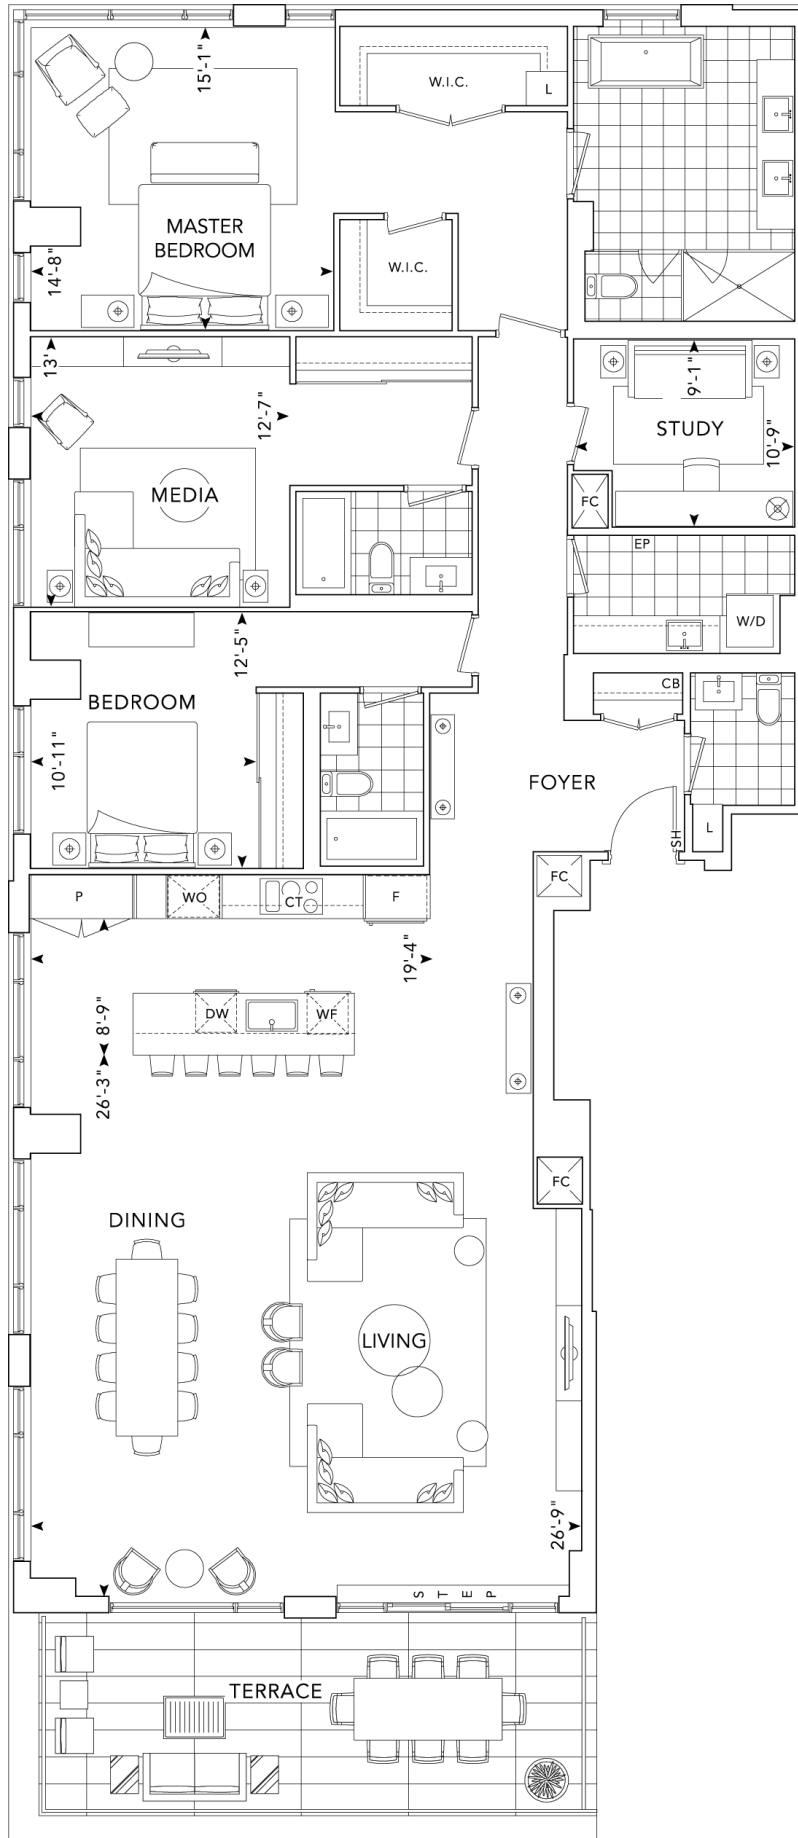 15'-1"
W.I.C.
L
MASTER
BEDROOM
14'-8"
W.I.C.
13'
12'-7"
9'-1"
STUDY
10'-9"
MEDIA
FC
EP
W/D
12'-5"
BEDROOM
CB
10'-11"
FOYER
SH
L
P
WO
CT
F
FC
19'-4"
8'-9"
DW
WF
26'-3"
FC
DINING
LIVING
26'-9"
STEP
TERRACE